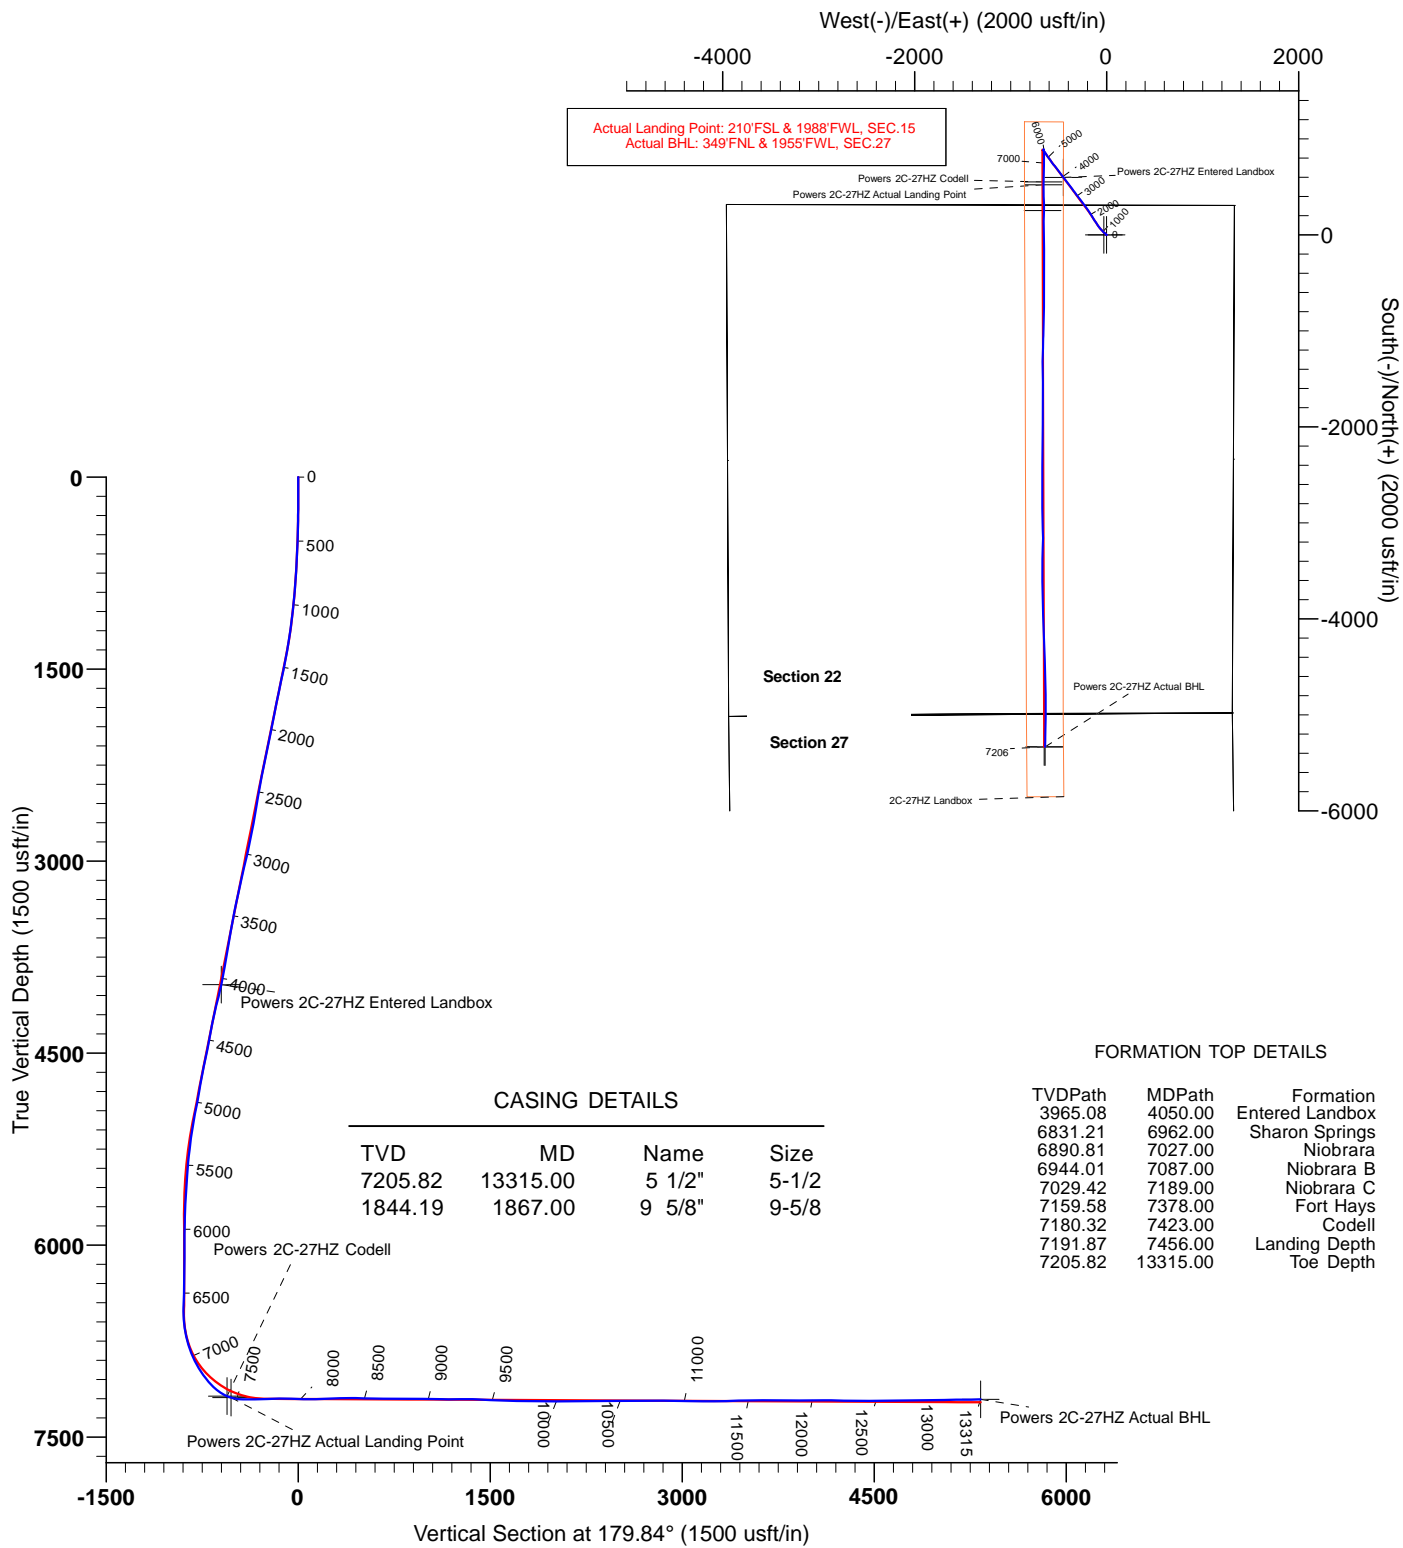 West(-)/East(+) (2000 usft/in)
-4000
-2000
0
2000
Actual Landing Point: 210'FSL & 1988'FWL, SEC.15
Actual BHL: 349'FNL & 1955'FWL, SEC.27
6000
5000
7000
4000
Powers 2C-27HZ Entered Landbox
Powers 2C-27HZ Codell
3000
Powers 2C-27HZ Actual Landing Point
2000
1000
0
0
-2000
-4000
-6000
South(-)/North(+) (2000 usft/in)
Section 22
Powers 2C-27HZ Actual BHL
Section 27
7206
2C-27HZ Landbox
0
1500
3000
4500
6000
7500
True Vertical Depth (1500 usft/in)
0
500
1000
1500
2000
2500
3000
3500
4000
Powers 2C-27HZ Entered Landbox
4500
5000
5500
6000
Powers 2C-27HZ Codell
6500
7000
7500
8000
8500
9000
9500
10000
10500
11000
11500
12000
12500
13000
13315
Powers 2C-27HZ Actual BHL
Powers 2C-27HZ Actual Landing Point
-1500
0
1500
3000
4500
6000
Vertical Section at 179.84° (1500 usft/in)
CASING DETAILS
TVD MD Name Size
7205.82 13315.00 5 1/2" 5-1/2
1844.19 1867.00 9 5/8" 9-5/8
FORMATION TOP DETAILS
TVDPath MDPath Formation
3965.08 4050.00 Entered Landbox
6831.21 6962.00 Sharon Springs
6890.81 7027.00 Niobrara
6944.01 7087.00 Niobrara B
7029.42 7189.00 Niobrara C
7159.58 7378.00 Fort Hays
7180.32 7423.00 Codell
7191.87 7456.00 Landing Depth
7205.82 13315.00 Toe Depth